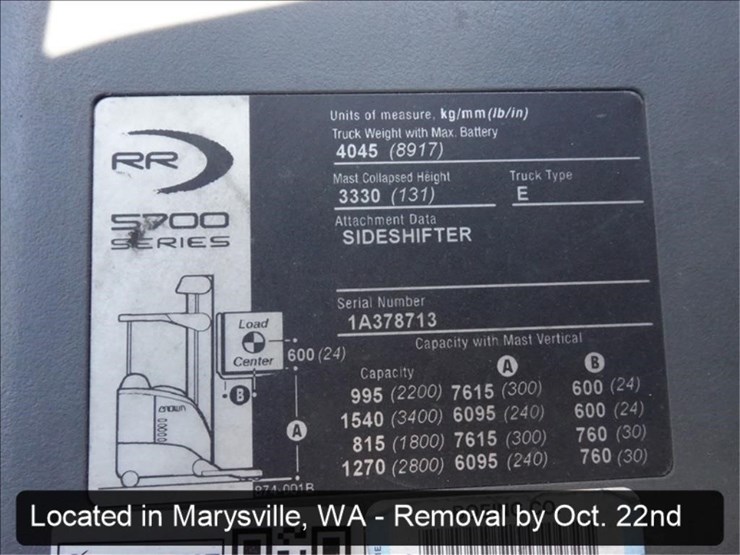 Units of measure, kg/mm (lb/in)
Truck Weight with Max. Battery
4045 (8917)
Mast Collapsed Height
3330 (131)
Truck Type
E
Attachment Data
SIDESHIFTER
Serial Number
1A378713
RR
5700
SERIES
Load
Center
600 (24)
B
A
CROWN
Capacity with Mast Vertical
Capacity A B
995 (2200) 7615 (300) 600 (24)
1540 (3400) 6095 (240) 600 (24)
815 (1800) 7615 (300) 760 (30)
1270 (2800) 6095 (240) 760 (30)
Located in Marysville, WA - Removal by Oct. 22nd